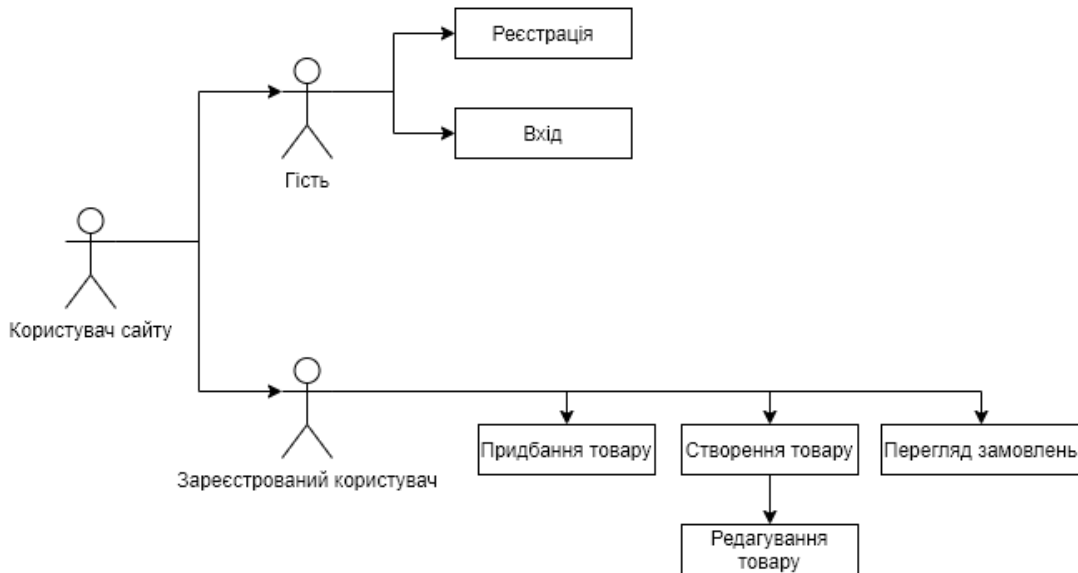 Реєстрація
Вхід
Гість
Користувач сайту
Зареєстрований користувач
Придбання товару
Створення товару
Перегляд замовлень
Редагування
товару